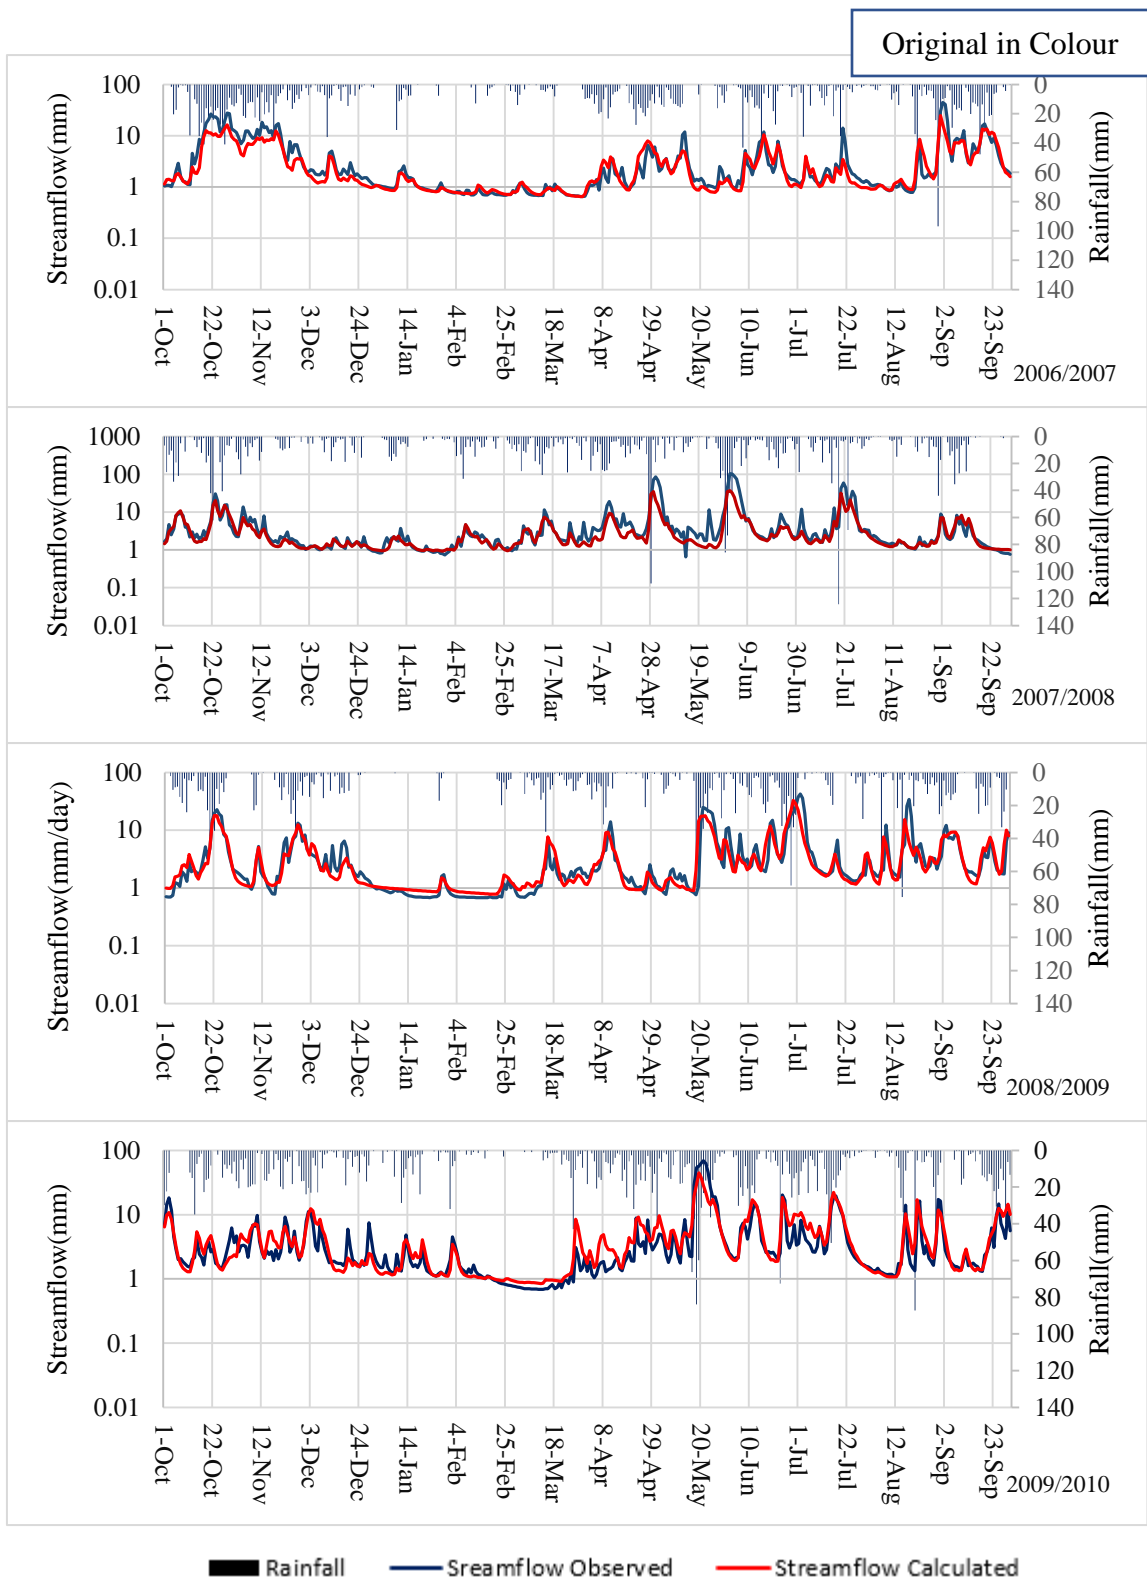 Original in Colour
Streamflow(mm)
100
10
1
0.1
0.01
0
20
40
60
80
100
120
140
Rainfall(mm)
1-Oct
22-Oct
12-Nov
3-Dec
24-Dec
14-Jan
4-Feb
25-Feb
18-Mar
8-Apr
29-Apr
20-May
10-Jun
1-Jul
22-Jul
12-Aug
2-Sep
23-Sep
2006/2007
Streamflow(mm)
1000
100
10
1
0.1
0.01
0
20
40
60
80
100
120
140
Rainfall(mm)
1-Oct
22-Oct
12-Nov
3-Dec
24-Dec
14-Jan
4-Feb
25-Feb
17-Mar
7-Apr
28-Apr
19-May
9-Jun
30-Jun
21-Jul
11-Aug
1-Sep
22-Sep
2007/2008
Streamflow(mm/day)
100
10
1
0.1
0.01
0
20
40
60
80
100
120
140
Rainfall(mm)
1-Oct
22-Oct
12-Nov
3-Dec
24-Dec
14-Jan
4-Feb
25-Feb
18-Mar
8-Apr
29-Apr
20-May
10-Jun
1-Jul
22-Jul
12-Aug
2-Sep
23-Sep
2008/2009
Streamflow(mm)
100
10
1
0.1
0.01
0
20
40
60
80
100
120
140
Rainfall(mm)
1-Oct
22-Oct
12-Nov
3-Dec
24-Dec
14-Jan
4-Feb
25-Feb
18-Mar
8-Apr
29-Apr
20-May
10-Jun
1-Jul
22-Jul
12-Aug
2-Sep
23-Sep
2009/2010
Rainfall Sreamflow Observed Streamflow Calculated